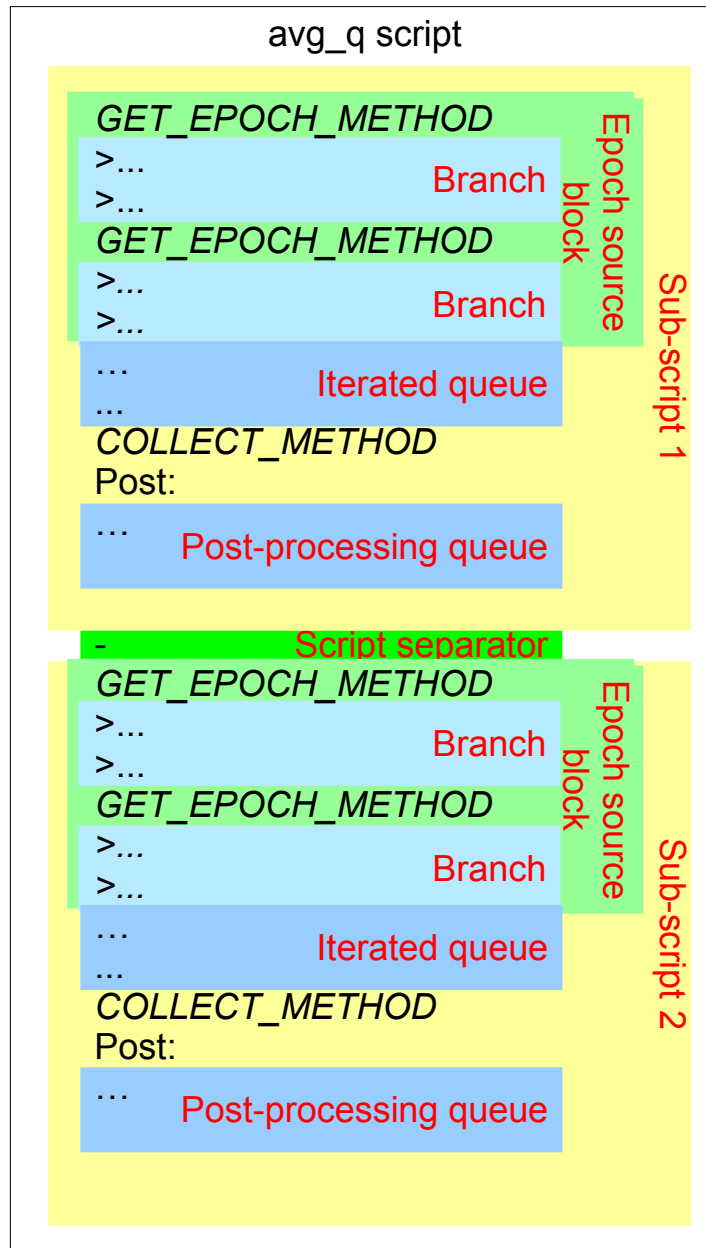 avg_q script
GET_EPOCH_METHOD
>...
Branch
>...
GET_EPOCH_METHOD
>...
Branch
>...
Epoch source
block
...
Iterated queue
...
COLLECT_METHOD
Post:
...
Post-processing queue
Sub-script 1
-
Script separator
GET_EPOCH_METHOD
>...
Branch
>...
GET_EPOCH_METHOD
>...
Branch
>...
Epoch source
block
...
Iterated queue
...
COLLECT_METHOD
Post:
...
Post-processing queue
Sub-script 2